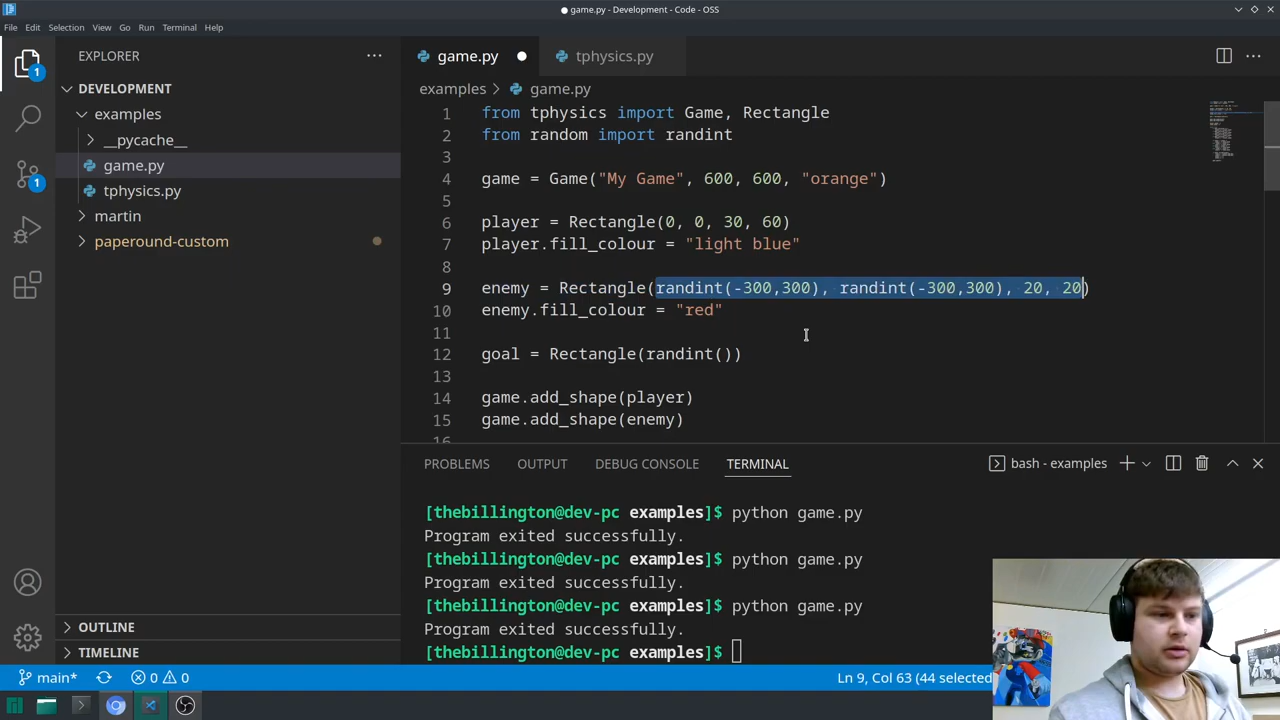 game.py - Development - Code - OSS
File Edit Selection View Go Run Terminal Help
EXPLORER
game.py
tphysics.py
DEVELOPMENT
examples
__pycache__
game.py
tphysics.py
martin
paperound-custom
OUTLINE
TIMELINE
1
1
examples > game.py
1 from tphysics import Game, Rectangle
2 from random import randint
3
4 game = Game("My Game", 600, 600, "orange")
5
6 player = Rectangle(0, 0, 30, 60)
7 player.fill_colour = "light blue"
8
9 enemy = Rectangle(randint(-300,300), randint(-300,300), 20, 20)
10 enemy.fill_colour = "red"
11
12 goal = Rectangle(randint())
13
14 game.add_shape(player)
15 game.add_shape(enemy)
16
PROBLEMS OUTPUT DEBUG CONSOLE TERMINAL
bash - examples
[thebillington@dev-pc examples]$ python game.py
Program exited successfully.
[thebillington@dev-pc examples]$ python game.py
Program exited successfully.
[thebillington@dev-pc examples]$ python game.py
Program exited successfully.
[thebillington@dev-pc examples]$
main* 0 0 Ln 9, Col 63 (44 selected